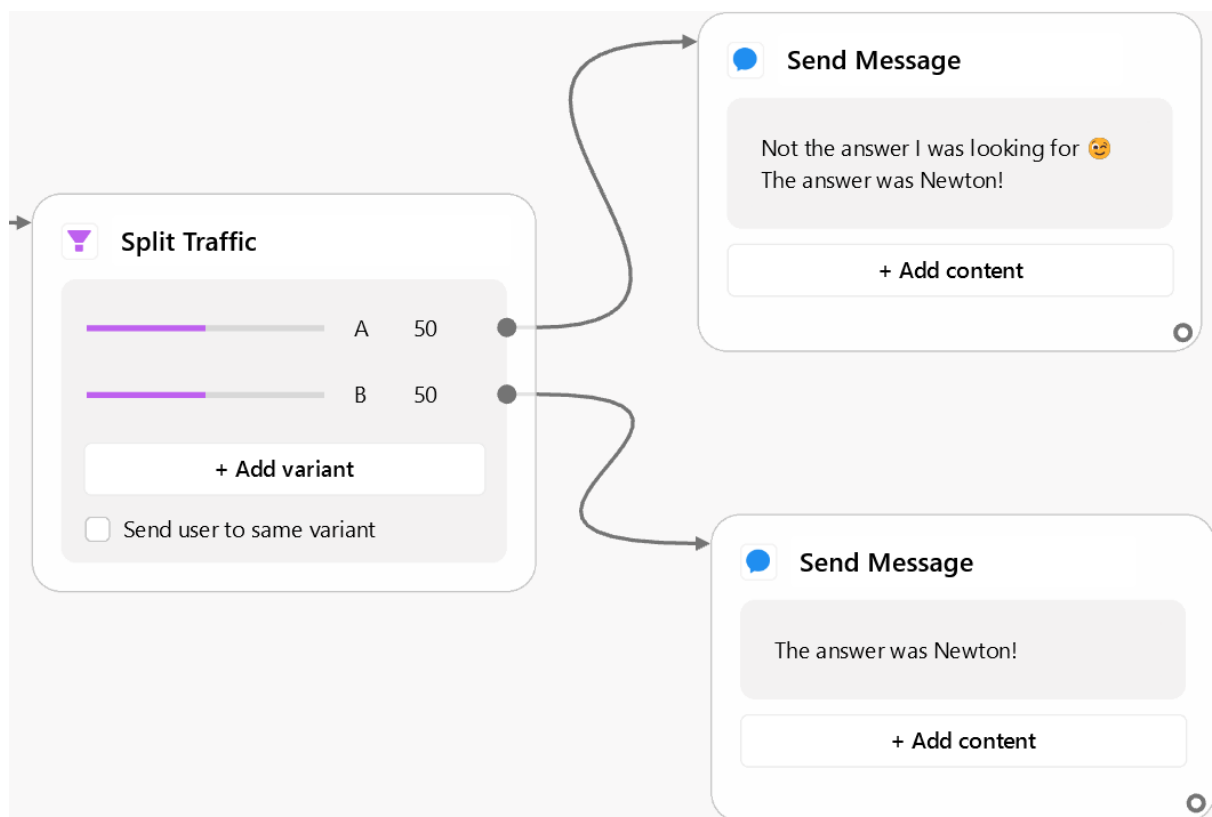 Send Message
Not the answer I was looking for 😉
The answer was Newton!
+ Add content
Split Traffic
A 50
B 50
+ Add variant
Send user to same variant
Send Message
The answer was Newton!
+ Add content